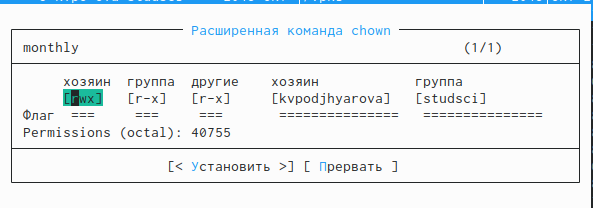 Расширенная команда chown
monthly (1/1)
хозяин группа другие хозяин группа
[rwx] [r-x] [r-x] [kvpodjhyarova] [studsci]
Флаг === === === =============== ===============
Permissions (octal): 40755
[< Установить >] [ Прервать ]